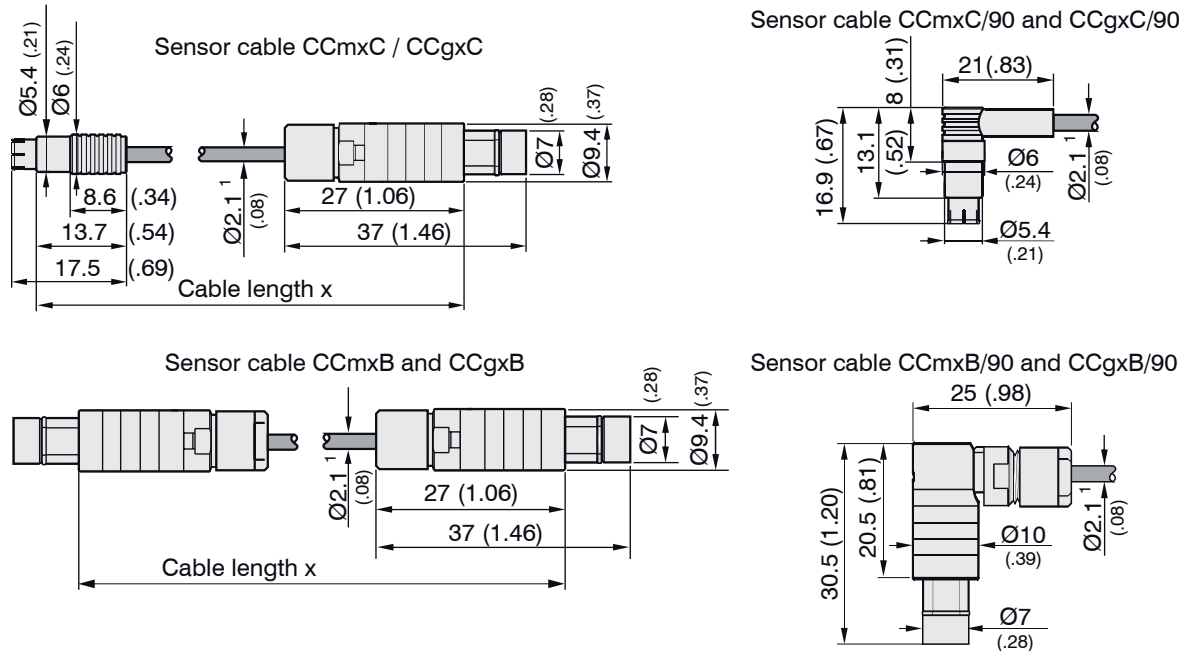 Sensor cable CCmxC / CCgxC
Ø5.4 (.21)
Ø6 (.24)
8.6 (.34)
13.7 (.54)
17.5 (.69)
Ø2.1 ¹
(.08)
27 (1.06)
37 (1.46)
Ø7 (.28)
Ø9.4 (.37)
Cable length x
Sensor cable CCmxC/90 and CCgxC/90
21(.83)
8 (.31)
13.1
(.52)
16.9 (.67)
Ø6
(.24)
Ø2.1 ¹
(.08)
Ø5.4
(.21)
Sensor cable CCmxB and CCgxB
Ø2.1 ¹
(.08)
27 (1.06)
37 (1.46)
Ø7 (.28)
Ø9.4 (.37)
Cable length x
Sensor cable CCmxB/90 and CCgxB/90
25 (.98)
30.5 (1.20)
20.5 (.81)
Ø10
(.39)
Ø2.1 ¹
(.08)
Ø7
(.28)